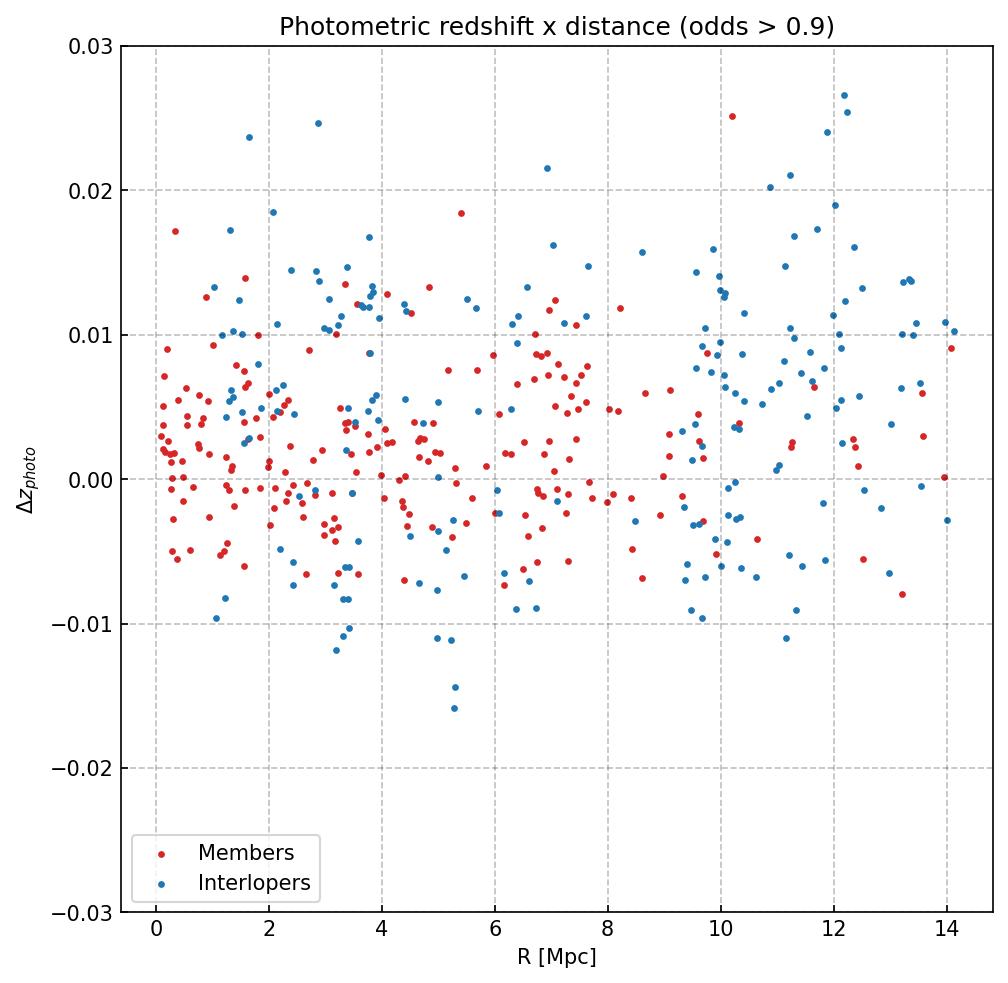 Photometric redshift x distance (odds > 0.9)
0.03
0.02
0.01
0.00
−0.01
−0.02
−0.03
Δz_photo
Members
Interlopers
0 2 4 6 8 10 12 14
R [Mpc]